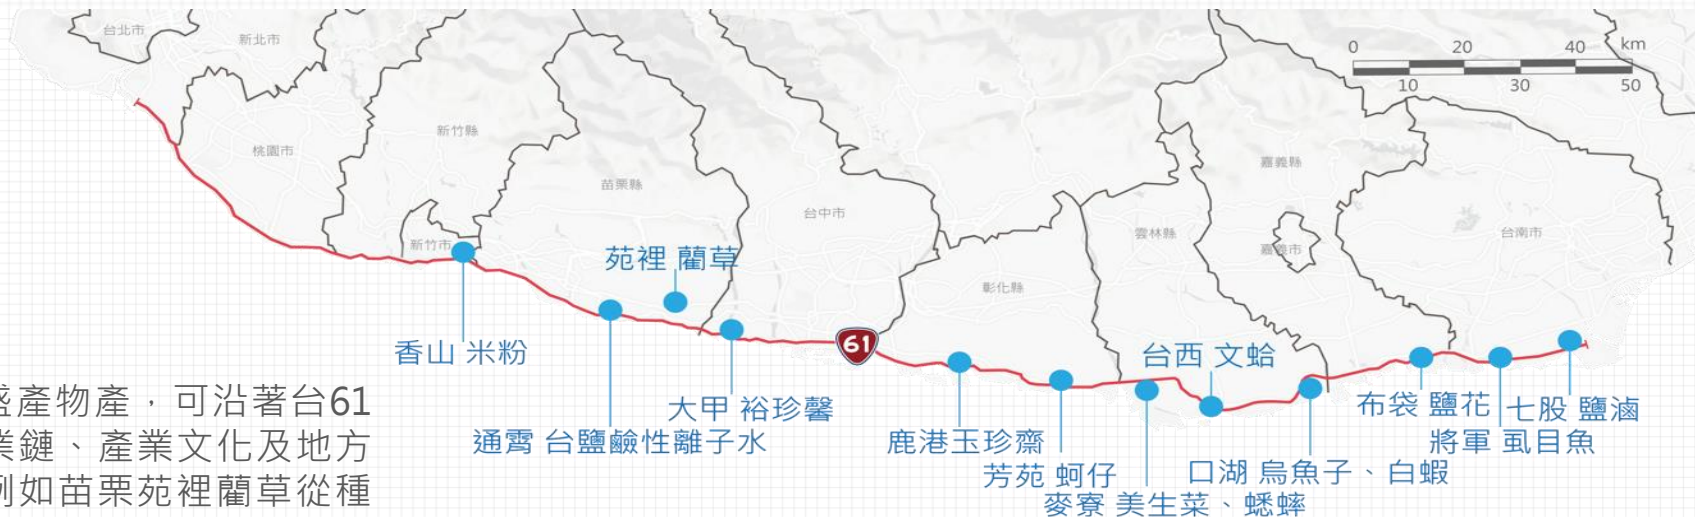 台北市
新北市
0 20 40 km
10 30 50
桃園市
新竹縣
苗栗縣
台中市
嘉義縣
新竹市
彰化縣
雲林縣
嘉義市
台南市
苑裡 藺草
香山 米粉
61
台西 文蛤
大甲 裕珍馨
布袋 鹽花
七股 鹽滷
通霄 台鹽鹼性離子水
鹿港玉珍齋
將軍 虱目魚
芳苑 蚵仔
口湖 烏魚子、白蝦
麥寮 美生菜、蟋蟀
盛產物產，可沿著台61
業鏈、產業文化及地方
例如苗栗苑裡藺草從種